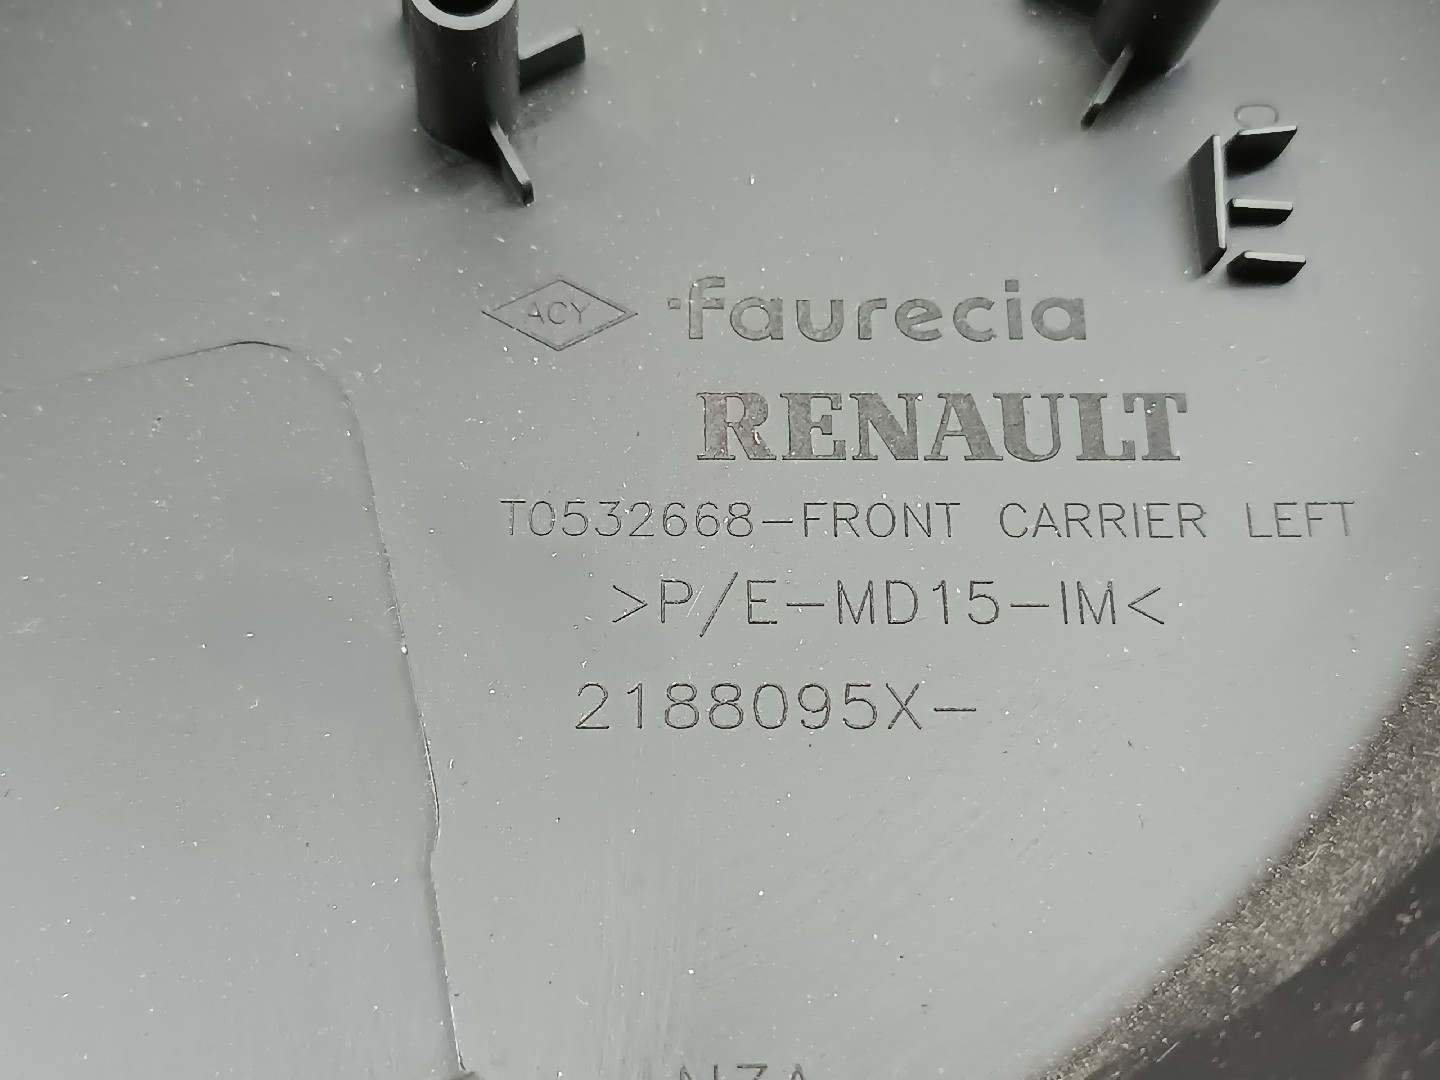 E
ACY faurecia
RENAULT
T0532668-FRONT CARRIER LEFT
>P/E-MD15-IM<
2188095X-